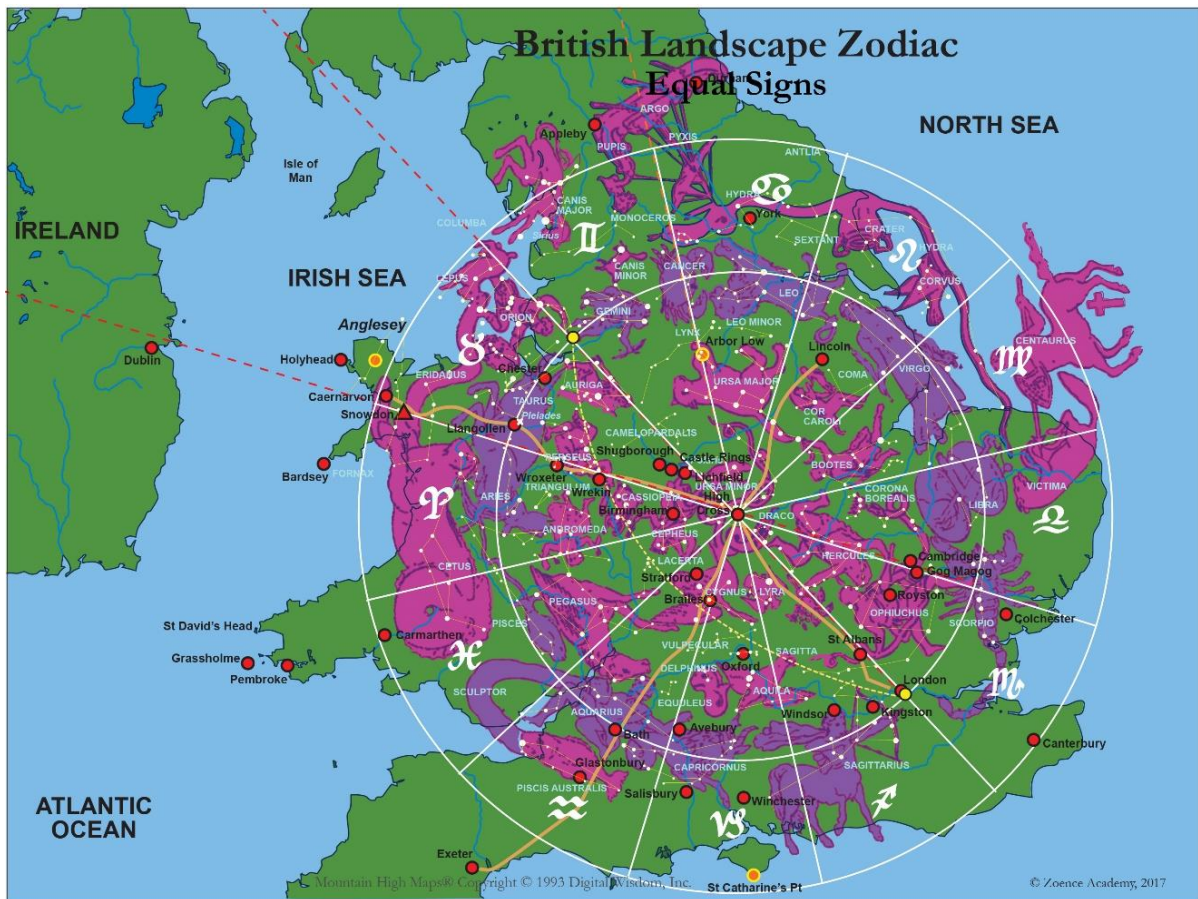 British Landscape Zodiac
Equal Signs
NORTH SEA
Durham
ARGO
PYXIS
PUPIS
Appleby
ANTLIA
Isle of
Man
CANIS
MAJOR
HYDRA
♋
York
COLUMBA
Sirius
MONOCEROS
♊
SEXTANT
CRATER
HYDRA
♌
IRELAND
IRISH SEA
LEPUS
CANIS
MINOR
CANCER
LEO
CORVUS
ORION
GEMINI
LEO MINOR
CENTAURUS
♍
Anglesey
♉
LYNX
Arbor Low
Lincoln
Dublin
Holyhead
ERIDANUS
Chester
AURIGA
URSA MAJOR
COMA
VIRGO
Caernarvon
Snowdon
TAURUS
Pleiades
Llangollen
COR
CAROLI
CAMELOPARDALIS
Shugborough
Castle Rings
Lichfield
Bardsey
FORNAX
PERSEUS
Wroxeter
TRIANGULUM
Wrekin
BOOTES
VICTIMA
ARIES
♈
CASSIOPEIA
URSA MINOR
High
Cross
CORONA
BOREALIS
LIBRA
♎
Birmingham
DRACO
ANDROMEDA
CEPHEUS
CETUS
LACERTA
HERCULES
Cambridge
Gog Magog
Stratford
Brailes
CYGNUS
LYRA
Royston
PEGASUS
OPHIUCHUS
SCORPIO
Colchester
St David's Head
PISCES
Carmarthen
♓
Grassholme
Pembroke
VULPECULAR
SAGITTA
St Albans
Oxford
DELPHINUS
SCULPTOR
EQUULEUS
AQUILA
London
♏
AQUARIUS
Windsor
Kingston
Bath
Avebury
Canterbury
Glastonbury
CAPRICORNUS
SAGITTARIUS
PISCIS AUSTRALIS
Salisbury
Winchester
♒
♑
♐
ATLANTIC
OCEAN
Exeter
St Catharine's Pt
Mountain High Maps® Copyright © 1993 Digital Wisdom, Inc.
© Zoence Academy, 2017